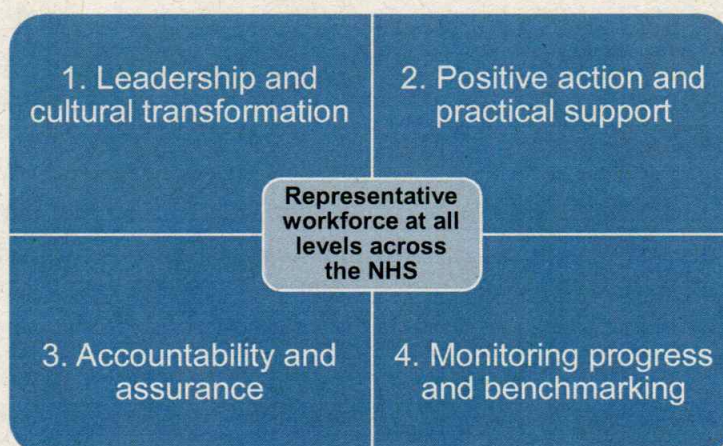 1. Leadership and
cultural transformation
2. Positive action and
practical support
Representative
workforce at all
levels across
the NHS
3. Accountability and
assurance
4. Monitoring progress
and benchmarking